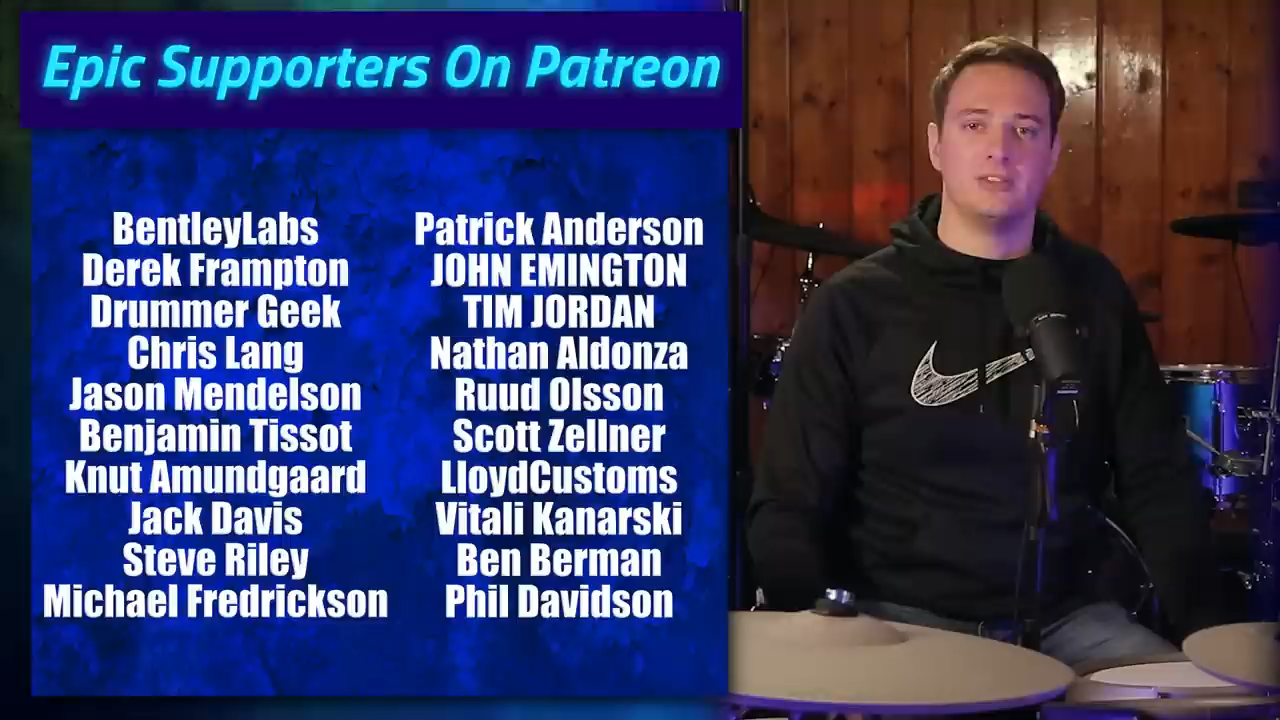 Epic Supporters On Patreon
BentleyLabs
Derek Frampton
Drummer Geek
Chris Lang
Jason Mendelson
Benjamin Tissot
Knut Amundgaard
Jack Davis
Steve Riley
Michael Fredrickson
Patrick Anderson
JOHN EMINGTON
TIM JORDAN
Nathan Aldonza
Ruud Olsson
Scott Zellner
LloydCustoms
Vitali Kanarski
Ben Berman
Phil Davidson